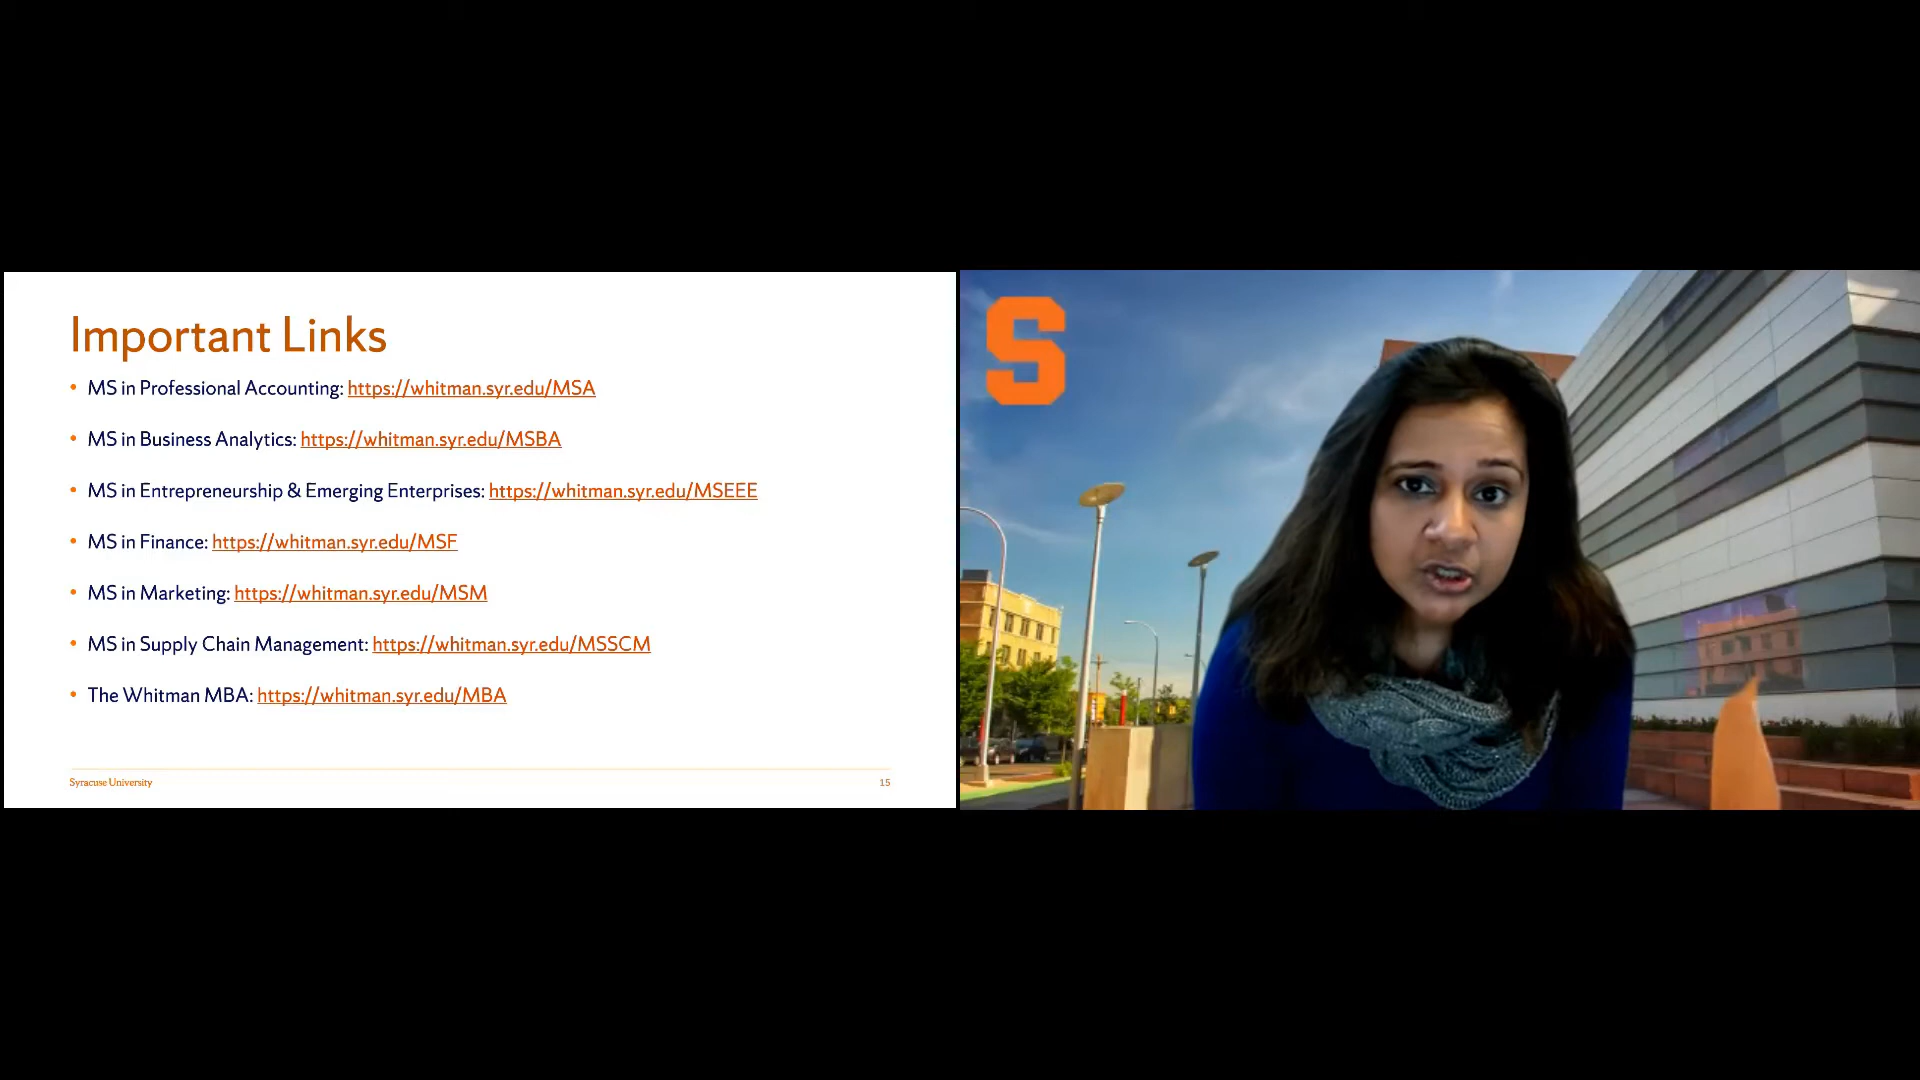 Important Links
• MS in Professional Accounting: https://whitman.syr.edu/MSA
• MS in Business Analytics: https://whitman.syr.edu/MSBA
• MS in Entrepreneurship & Emerging Enterprises: https://whitman.syr.edu/MSEEE
• MS in Finance: https://whitman.syr.edu/MSF
• MS in Marketing: https://whitman.syr.edu/MSM
• MS in Supply Chain Management: https://whitman.syr.edu/MSSCM
• The Whitman MBA: https://whitman.syr.edu/MBA
Syracuse University
15
S